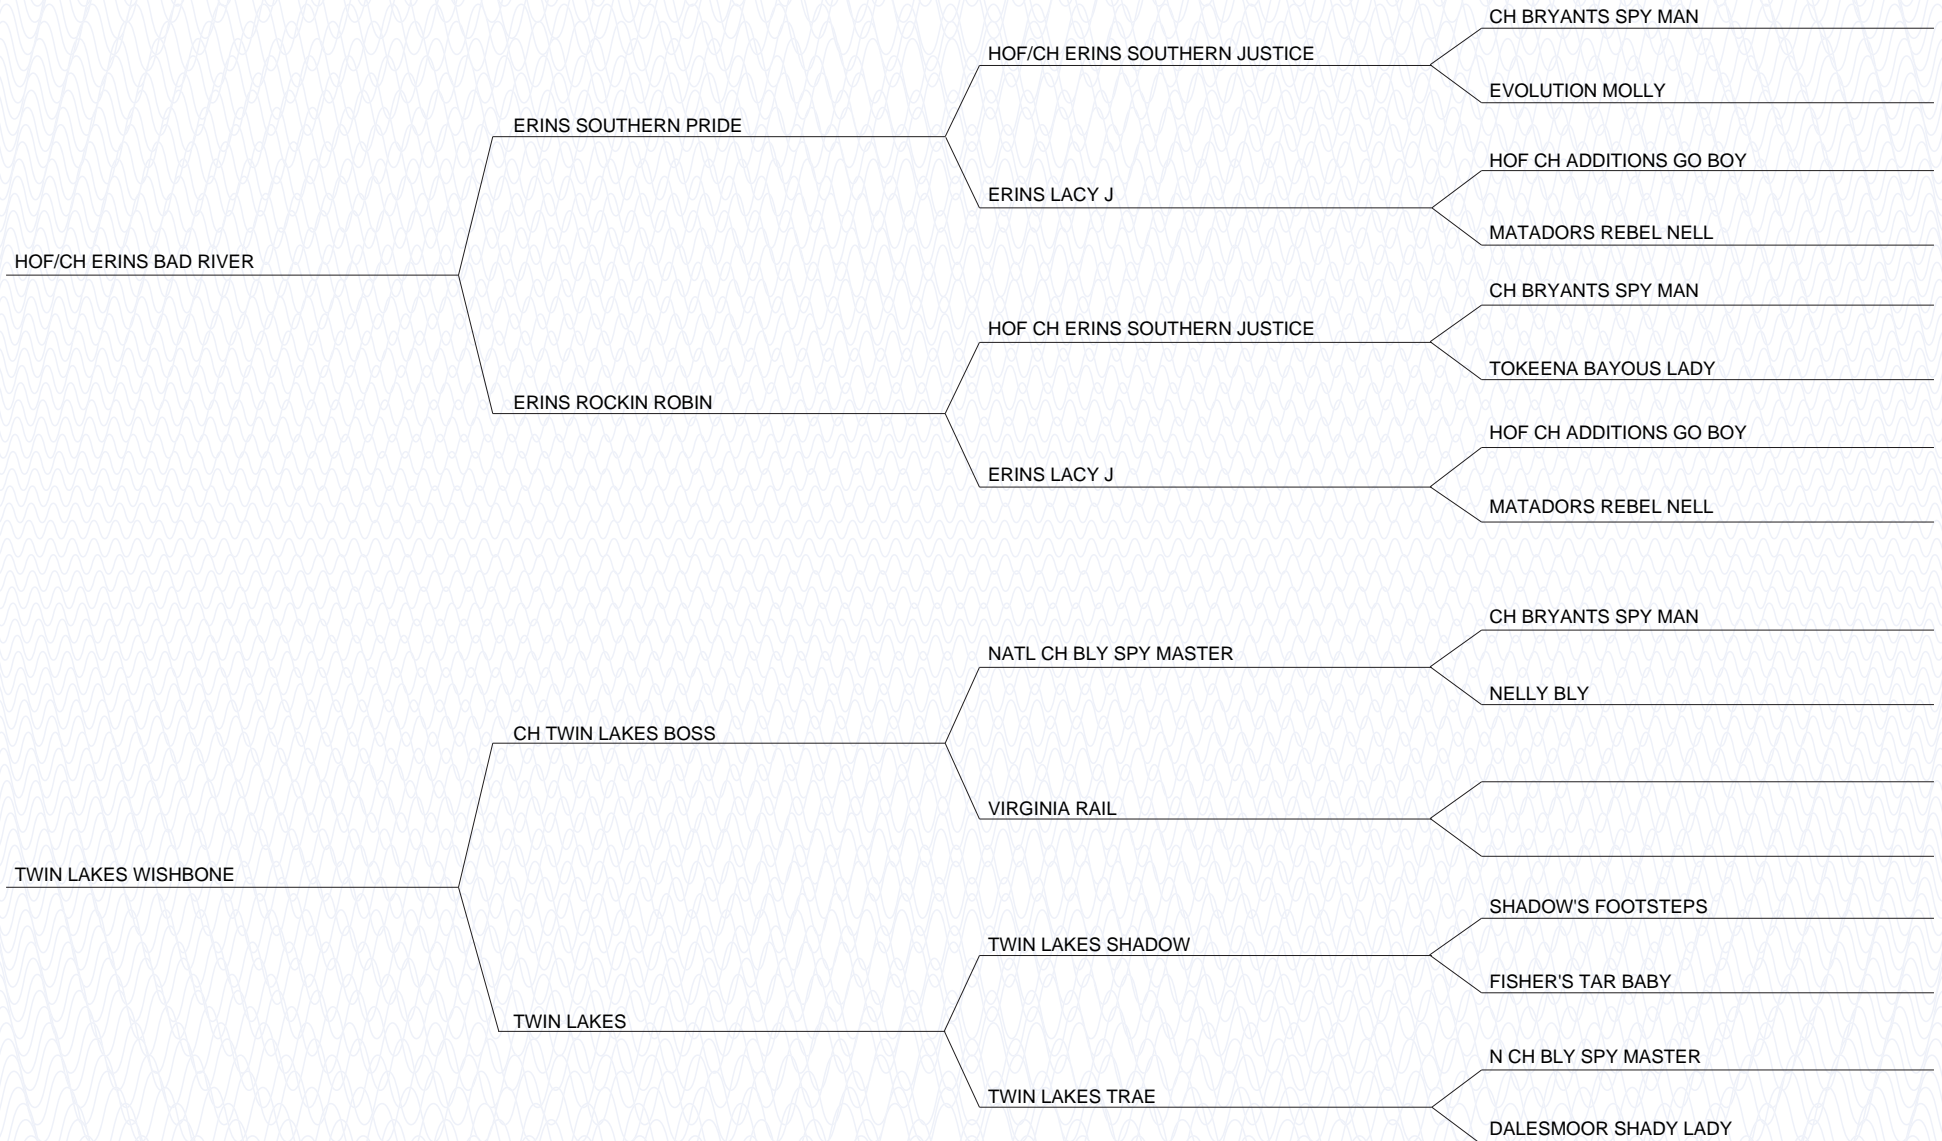 CH BRYANTS SPY MAN
HOF/CH ERINS SOUTHERN JUSTICE
EVOLUTION MOLLY
ERINS SOUTHERN PRIDE
HOF CH ADDITIONS GO BOY
ERINS LACY J
MATADORS REBEL NELL
HOF/CH ERINS BAD RIVER
CH BRYANTS SPY MAN
HOF CH ERINS SOUTHERN JUSTICE
TOKEENA BAYOUS LADY
ERINS ROCKIN ROBIN
HOF CH ADDITIONS GO BOY
ERINS LACY J
MATADORS REBEL NELL
CH BRYANTS SPY MAN
NATL CH BLY SPY MASTER
NELLY BLY
CH TWIN LAKES BOSS
VIRGINIA RAIL
TWIN LAKES WISHBONE
SHADOW'S FOOTSTEPS
TWIN LAKES SHADOW
FISHER'S TAR BABY
TWIN LAKES
N CH BLY SPY MASTER
TWIN LAKES TRAE
DALESMOOR SHADY LADY